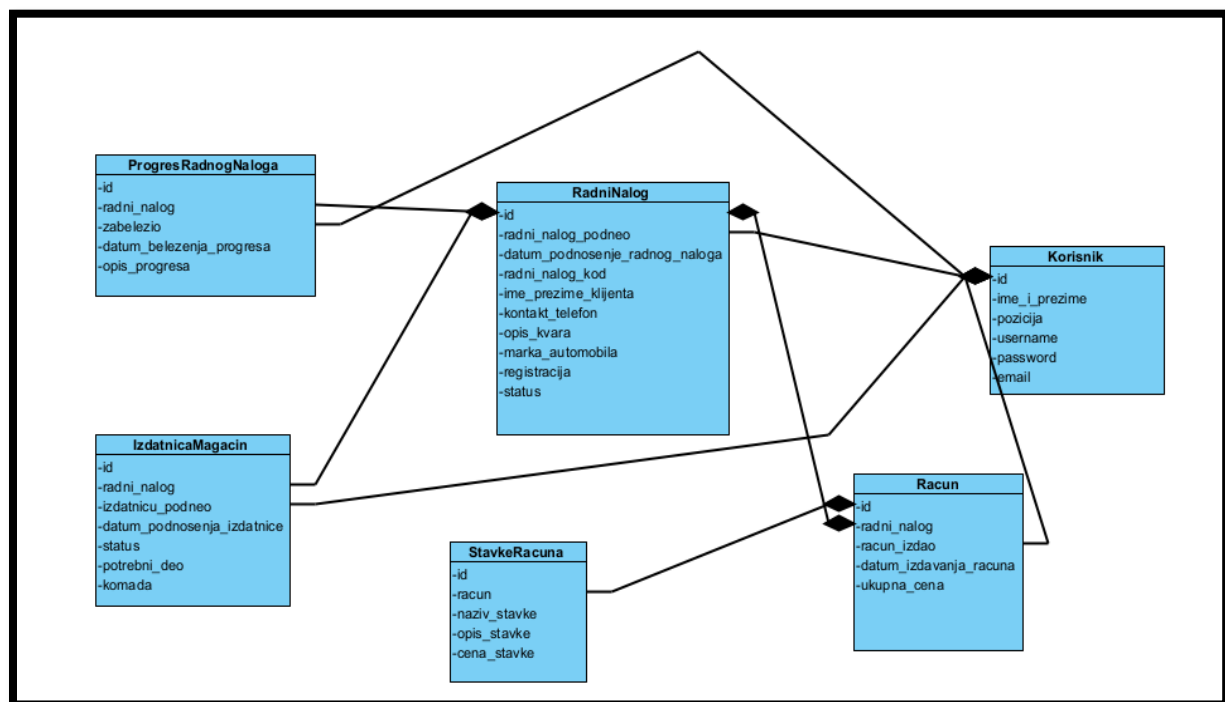 ProgresRadnogNaloga
-id
-radni_nalog
-zabelezio
-datum_belezenja_progresa
-opis_progresa
RadniNalog
-id
-radni_nalog_podneo
-datum_podnosenje_radnog_naloga
-radni_nalog_kod
-ime_prezime_klijenta
-kontakt_telefon
-opis_kvara
-marka_automobila
-registracija
-status
Korisnik
-id
-ime_i_prezime
-pozicija
-username
-password
-email
IzdatnicaMagacin
-id
-radni_nalog
-izdatnicu_podneo
-datum_podnosenja_izdatnice
-status
-potrebni_deo
-komada
StavkeRacuna
-id
-racun
-naziv_stavke
-opis_stavke
-cena_stavke
Racun
-id
-radni_nalog
-racun_izdao
-datum_izdavanja_racuna
-ukupna_cena